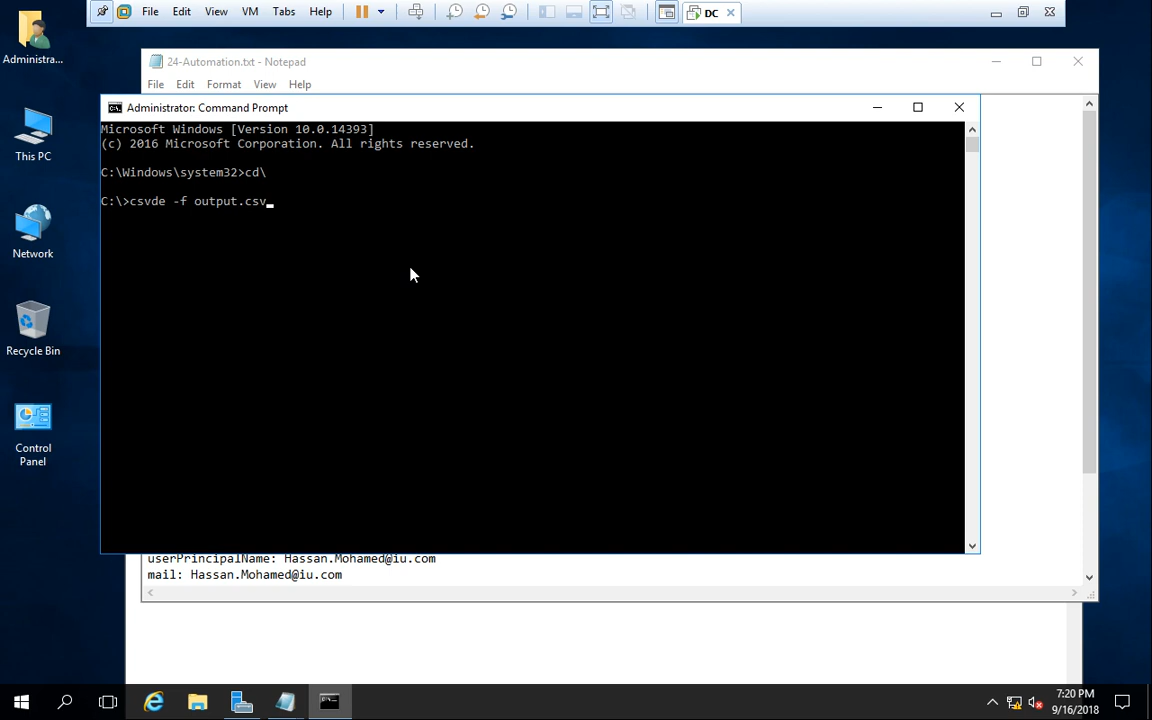 File Edit View VM Tabs Help DC
Administra...
24-Automation.txt - Notepad
File Edit Format View Help
Administrator: Command Prompt
Microsoft Windows [Version 10.0.14393]
(c) 2016 Microsoft Corporation. All rights reserved.
C:\Windows\system32>cd\
C:\>csvde -f output.csv
This PC
Network
Recycle Bin
Control
Panel
userPrincipalName: Hassan.Mohamed@iu.com
mail: Hassan.Mohamed@iu.com
7:20 PM
9/16/2018